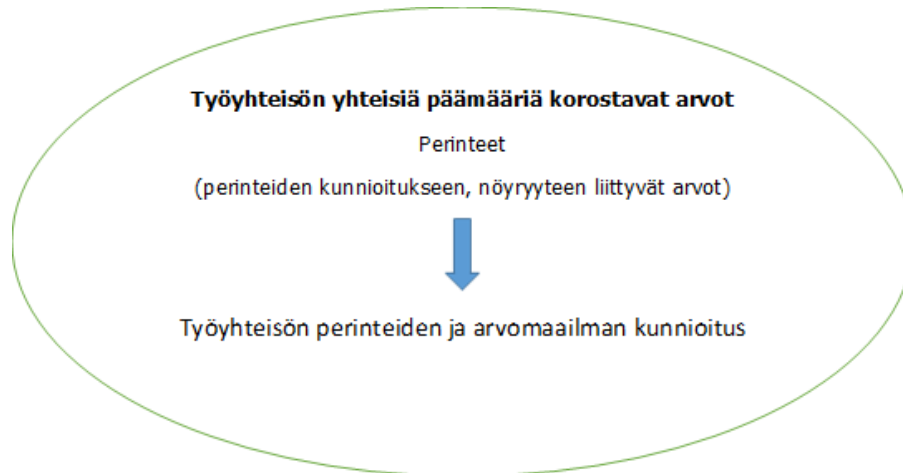 Työyhteisön yhteisiä päämääriä korostavat arvot
Perinteet
(perinteiden kunnioitukseen, nöyryyteen liittyvät arvot)
Työyhteisön perinteiden ja arvomaailman kunnioitus